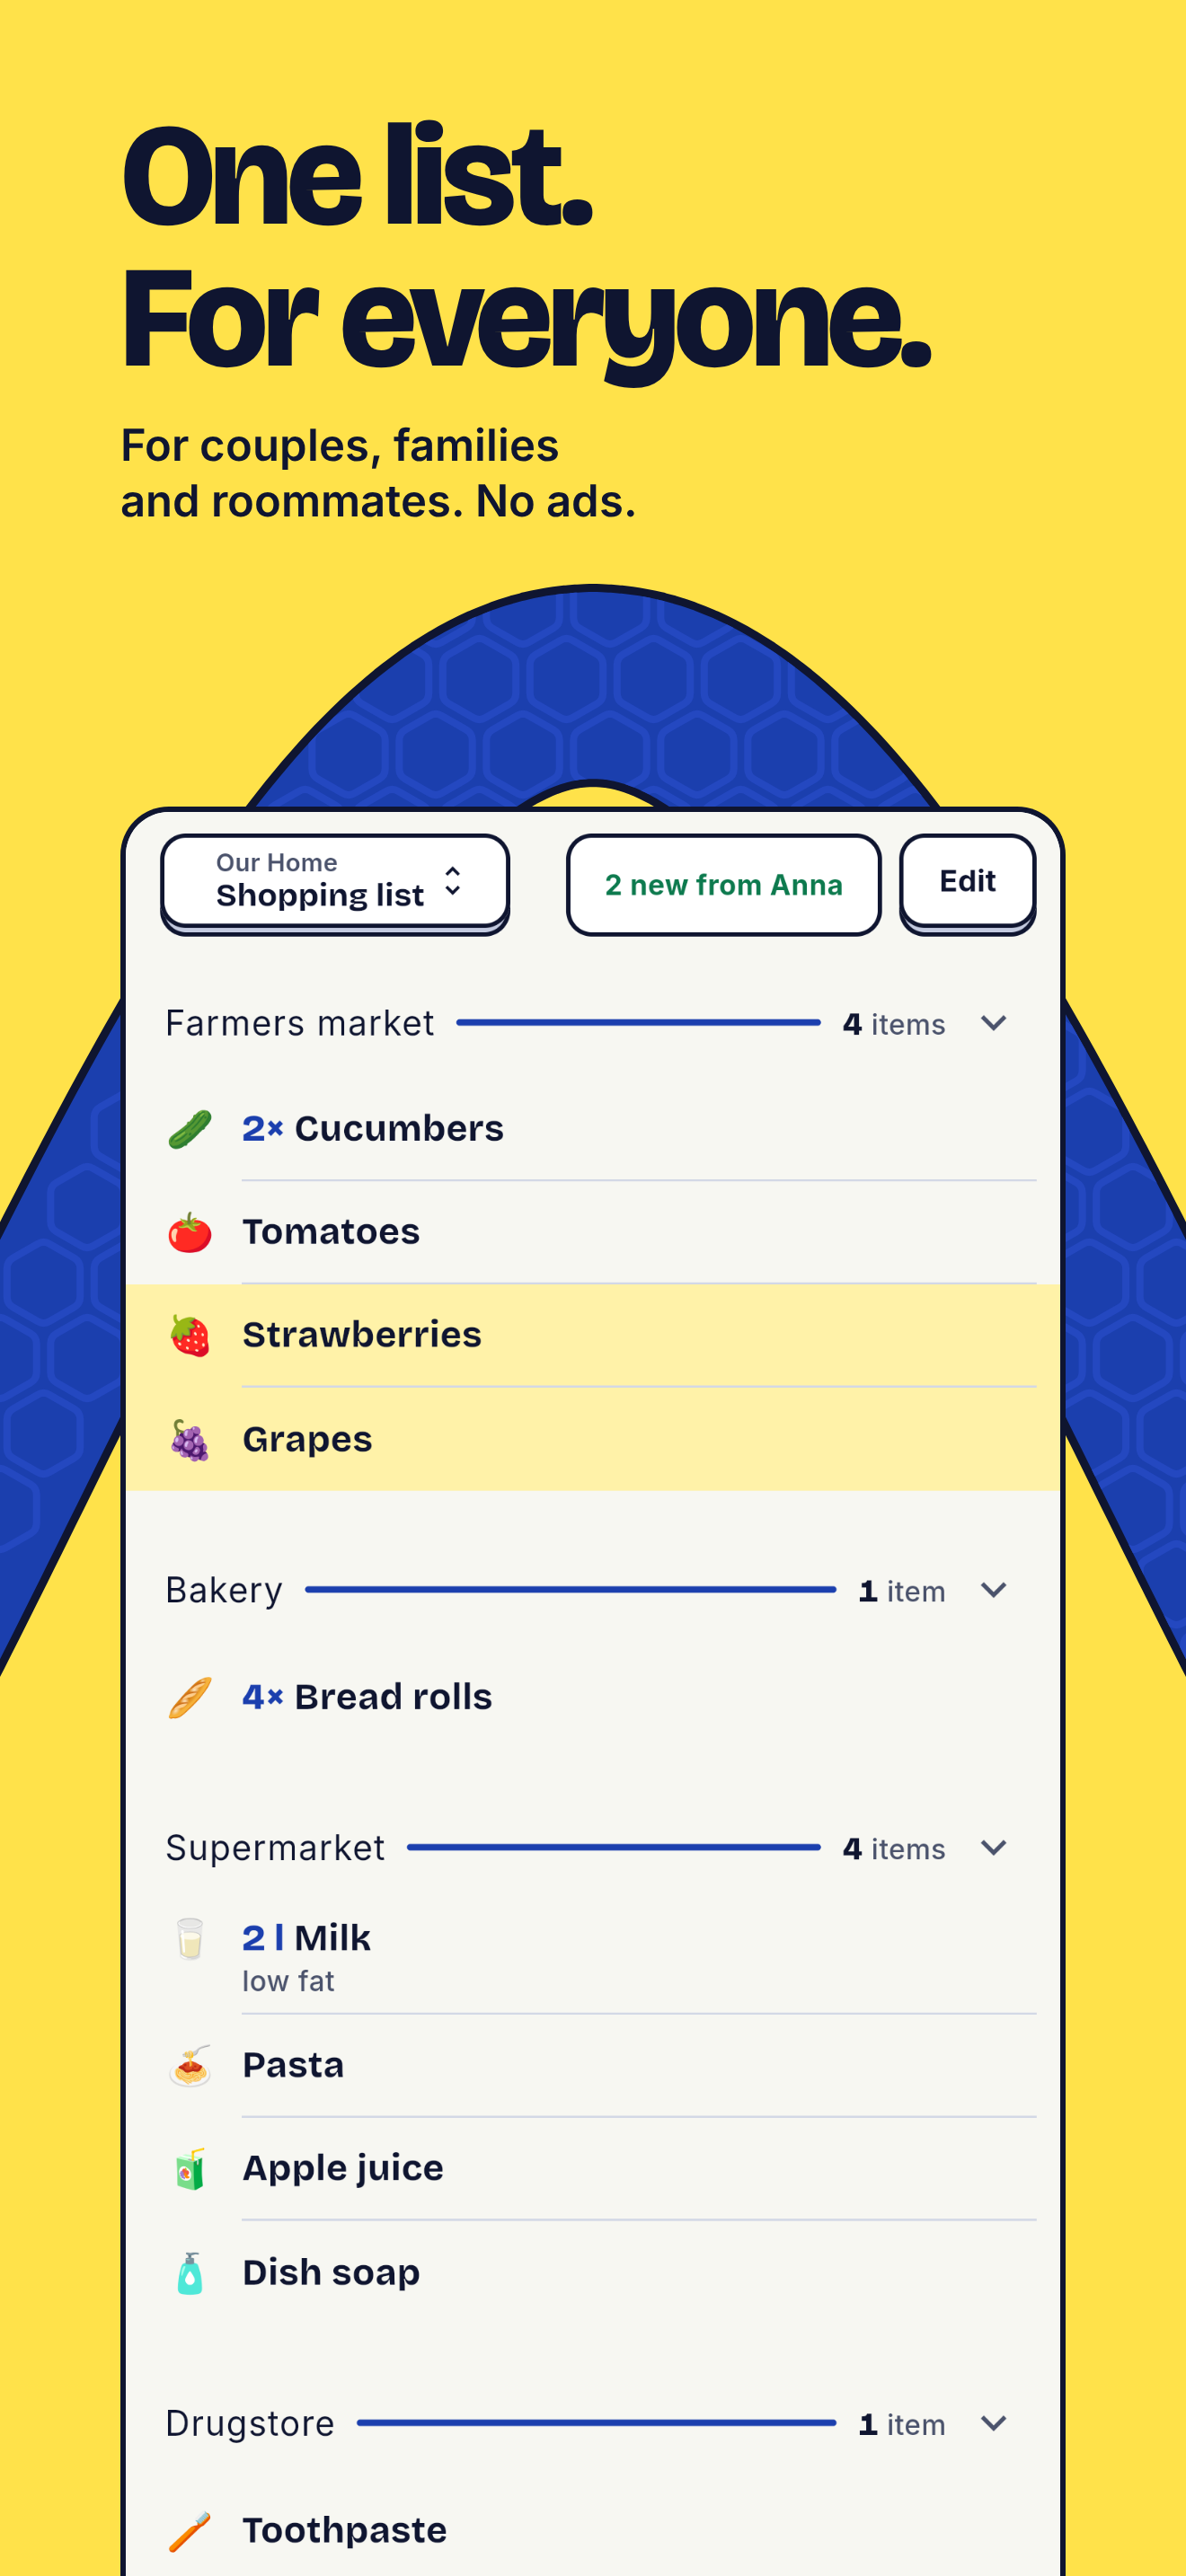 One list.
For everyone.
For couples, families
and roommates. No ads.
Our Home
Shopping list
2 new from Anna
Edit
Farmers market 4 items
2× Cucumbers
Tomatoes
Strawberries
Grapes
Bakery 1 item
4× Bread rolls
Supermarket 4 items
2 l Milk
low fat
Pasta
Apple juice
Dish soap
Drugstore 1 item
Toothpaste